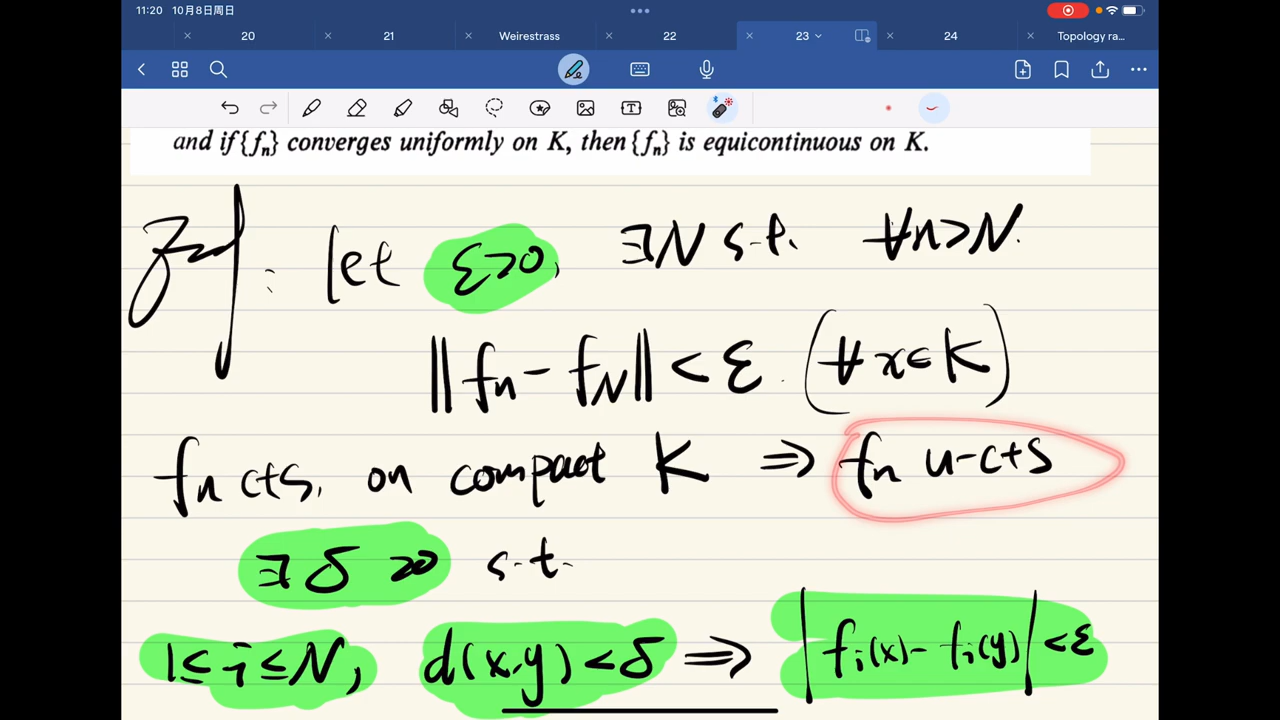 11:20 10月8日周日
20 21 Weirestrass 22 23 24 Topology ra...
and if {fₙ} converges uniformly on K, then {fₙ} is equicontinuous on K.
let ε>0, ∃N s.t. ∀n>N.
||fₙ - f_N|| < ε. (∀x∈K)
fₙ cts. on compact K ⇒ fₙ u-cts
∃ δ >0 s.t.
1≤i≤N, d(x,y)<δ ⇒ |fᵢ(x) - fᵢ(y)| <ε